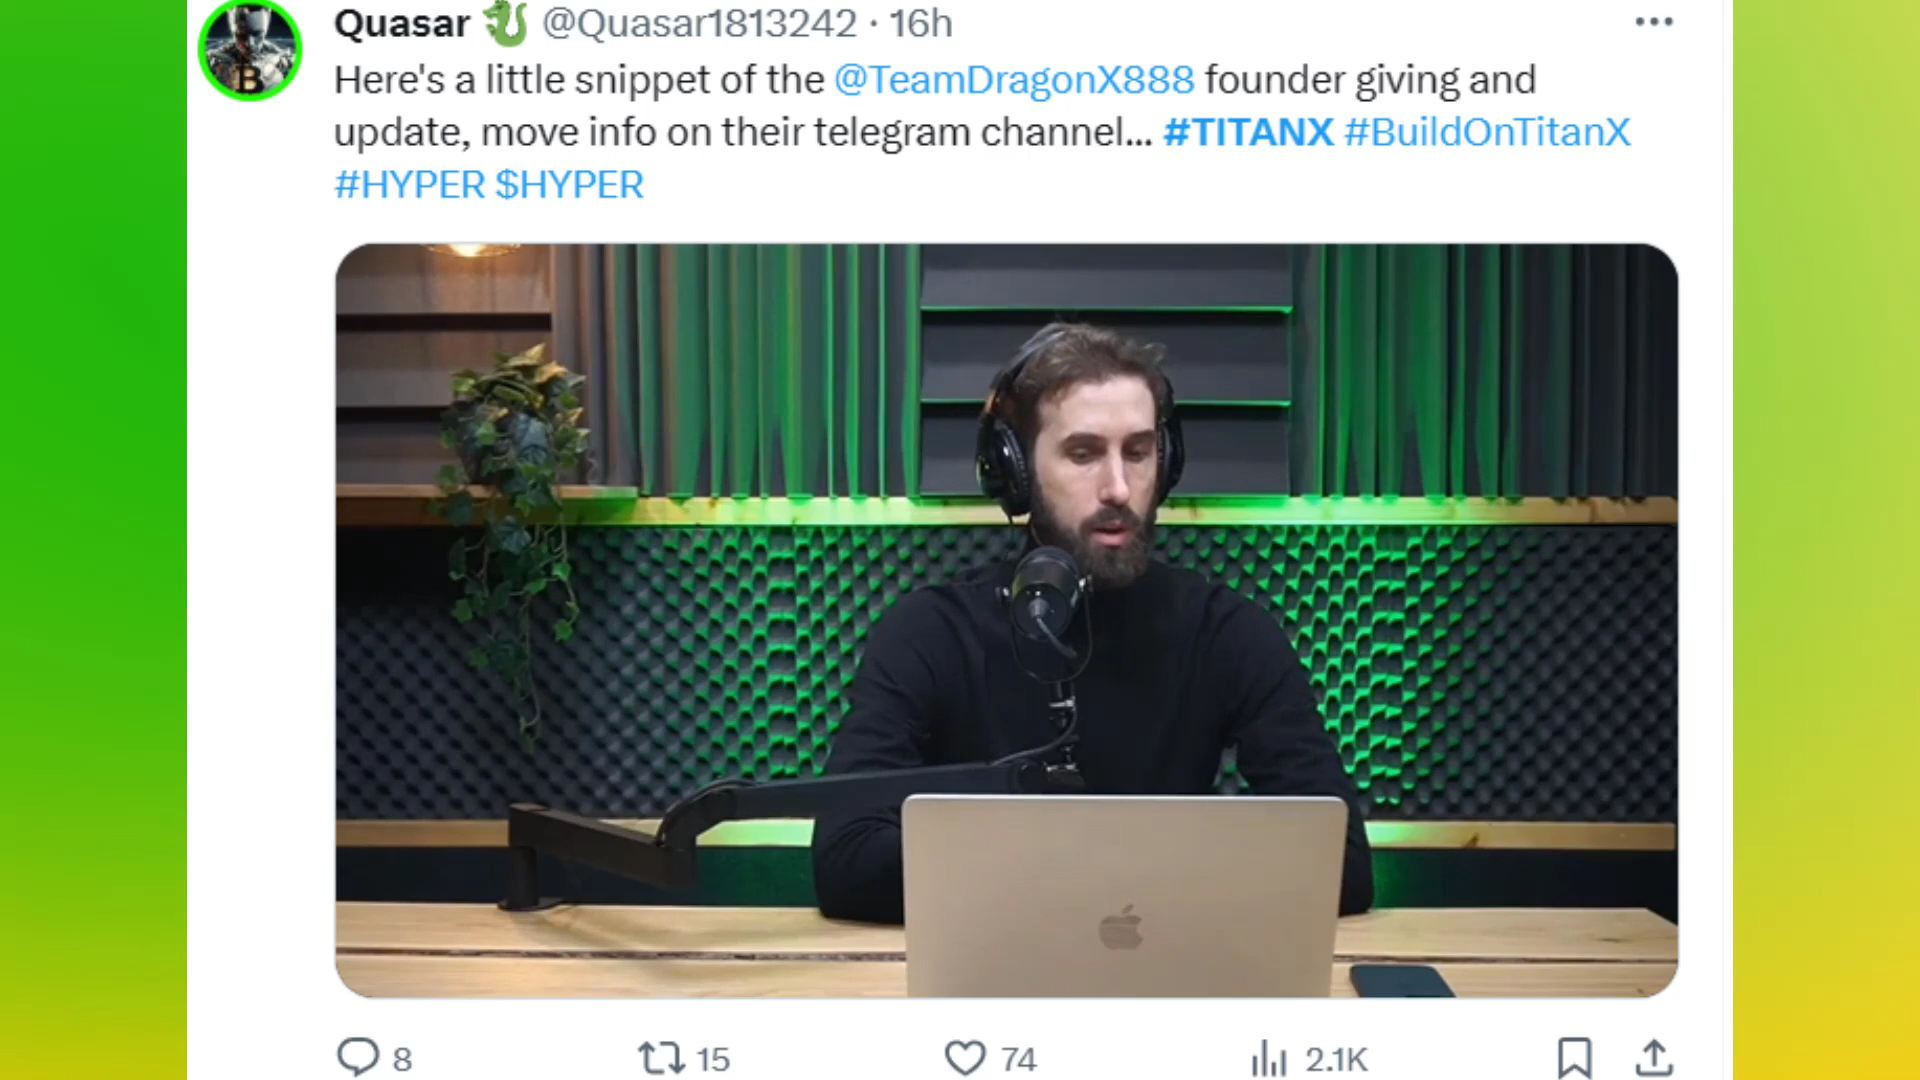 Quasar @Quasar1813242 · 16h
Here's a little snippet of the @TeamDragonX888 founder giving and
update, move info on their telegram channel... #TITANX #BuildOnTitanX
#HYPER $HYPER
B
8 15 74 2.1K